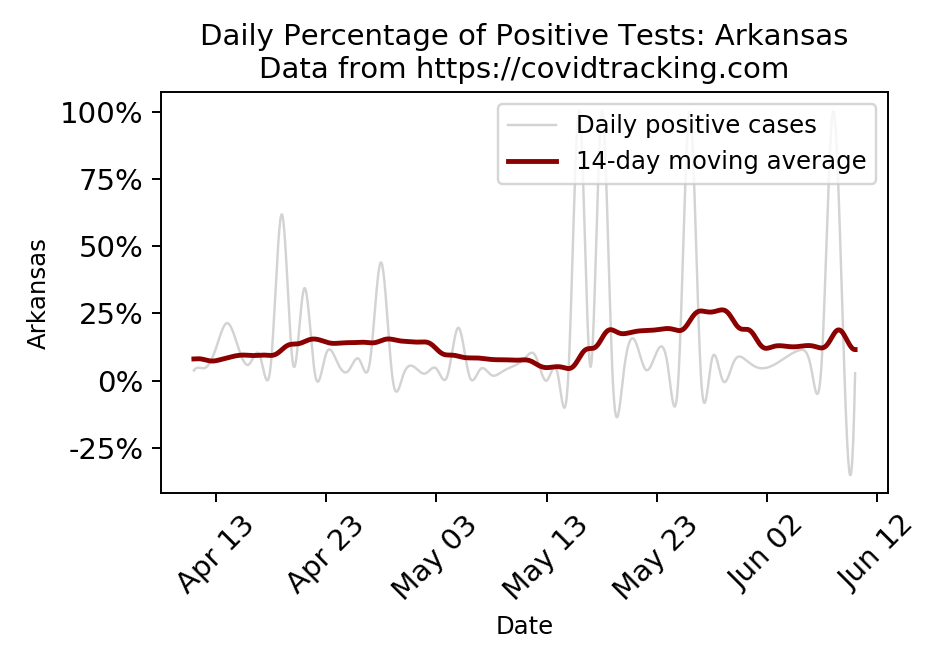 Daily Percentage of Positive Tests: Arkansas
Data from https://covidtracking.com
100%
75%
50%
25%
0%
-25%
Arkansas
Daily positive cases
14-day moving average
Apr 13
Apr 23
May 03
May 13
May 23
Jun 02
Jun 12
Date